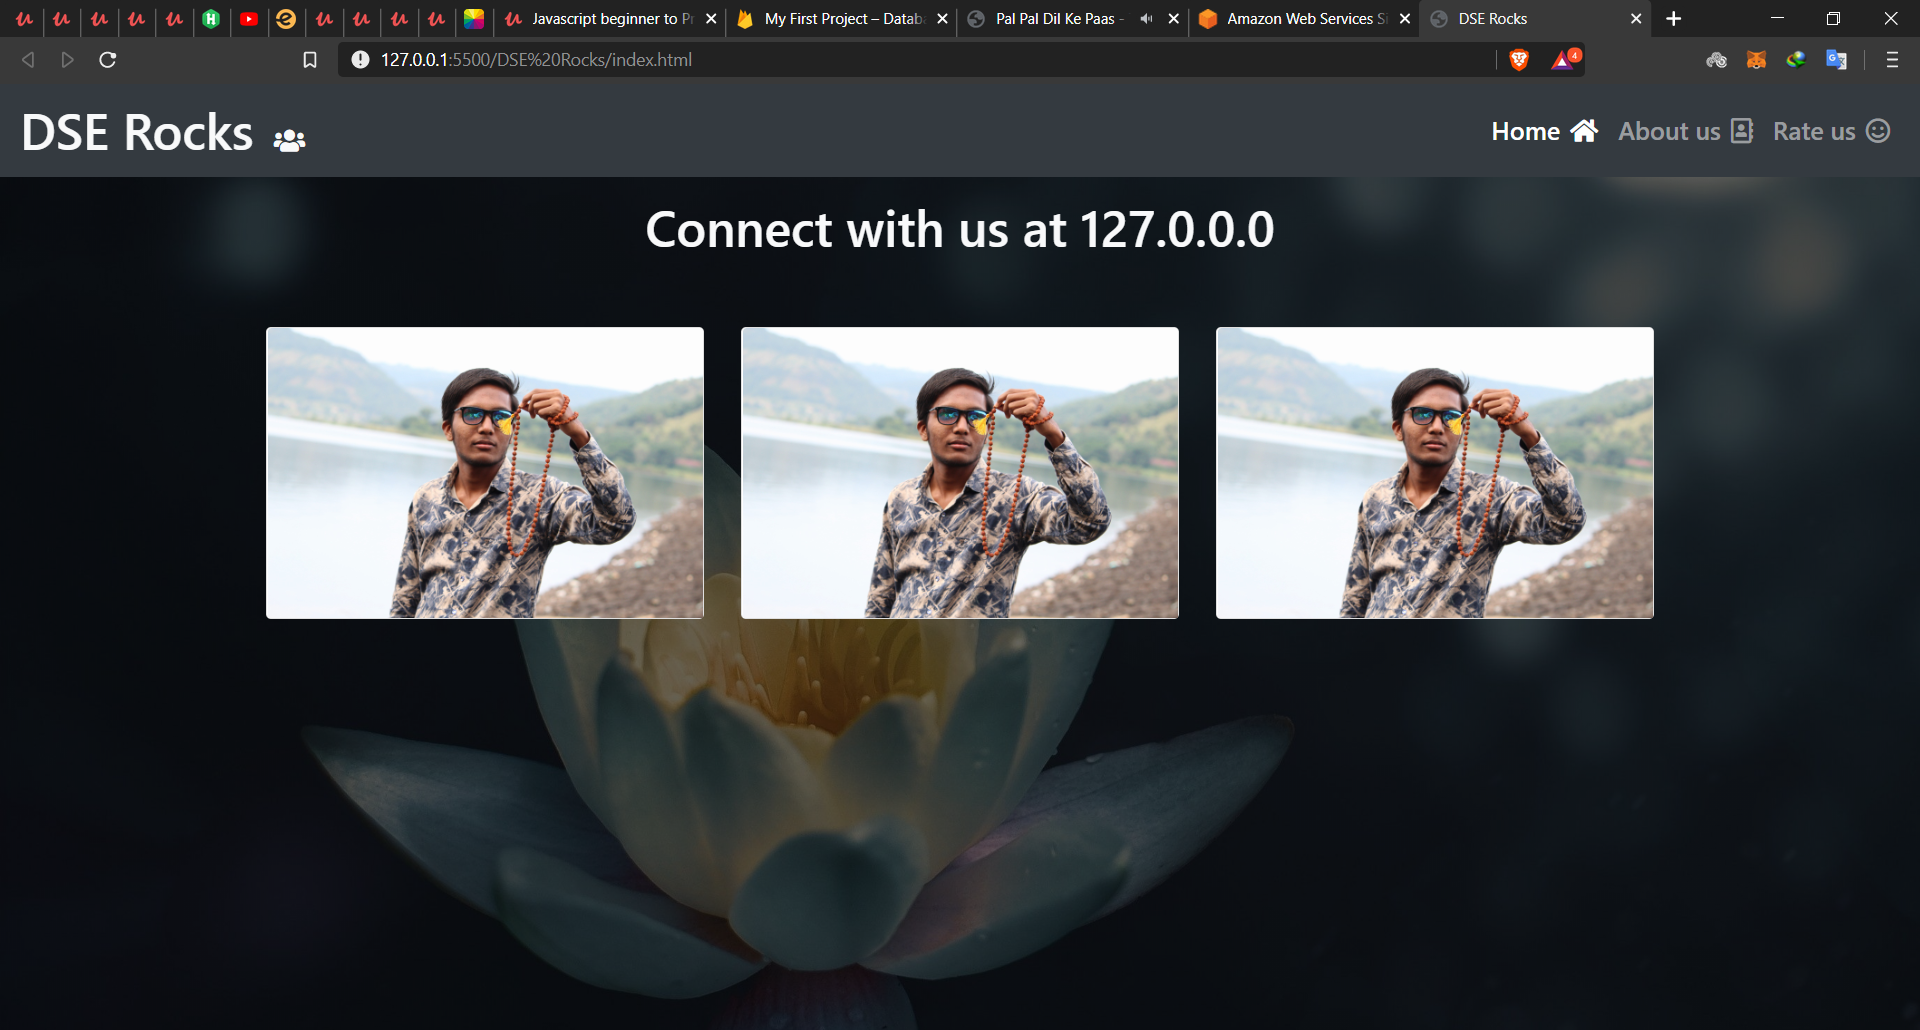 Javascript beginner to Pr
My First Project – Databa
Pal Pal Dil Ke Paas -
Amazon Web Services Si
DSE Rocks
127.0.0.1:5500/DSE%20Rocks/index.html
4
DSE Rocks
Home
About us
Rate us
Connect with us at 127.0.0.0